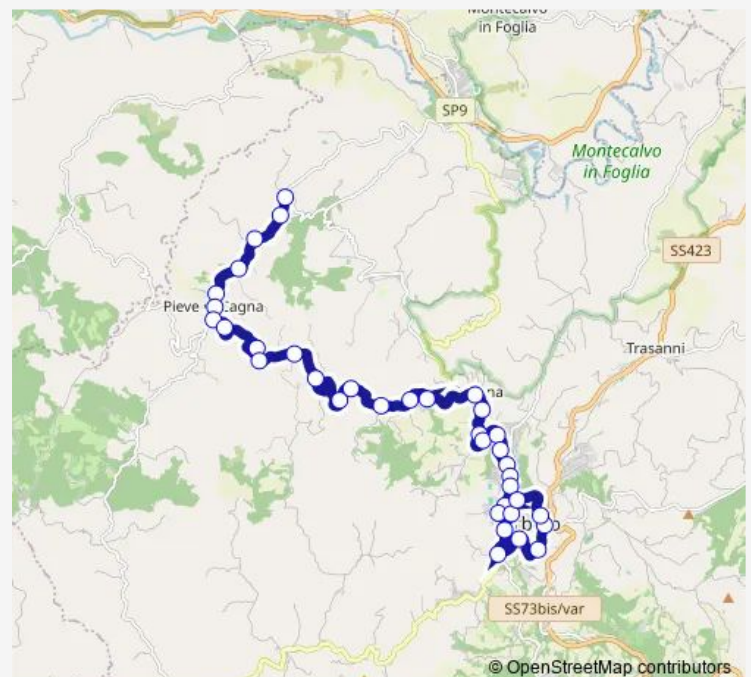 Montecalvo
in Foglia
SP9
Montecalvo
in Foglia
SS423
Pieve Cagna
Trasanni
SS73bis/var
© OpenStreetMap contributors